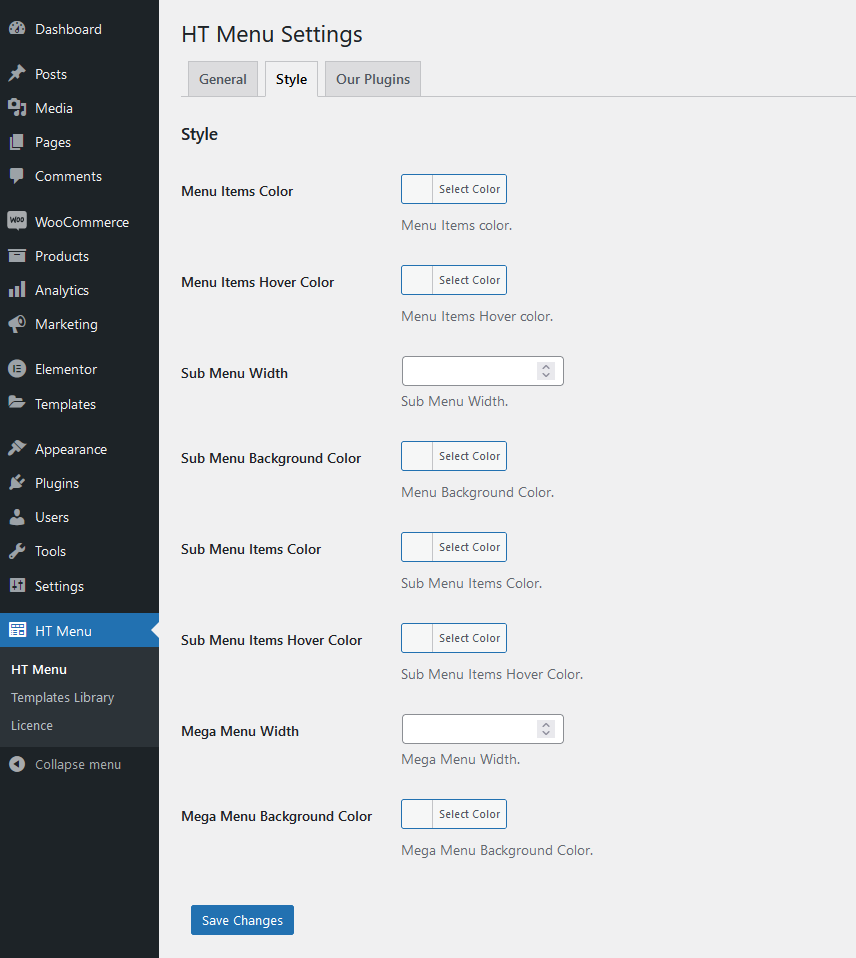 Dashboard
Posts
Media
Pages
Comments
WOO
WooCommerce
Products
Analytics
Marketing
Elementor
Templates
Appearance
Plugins
Users
Tools
Settings
HT Menu
HT Menu
Templates Library
Licence
Collapse menu
HT Menu Settings
General Style Our Plugins
Style
Menu Items Color Select Color
Menu Items color.
Menu Items Hover Color Select Color
Menu Items Hover color.
Sub Menu Width
Sub Menu Width.
Sub Menu Background Color Select Color
Menu Background Color.
Sub Menu Items Color Select Color
Sub Menu Items Color.
Sub Menu Items Hover Color Select Color
Sub Menu Items Hover Color.
Mega Menu Width
Mega Menu Width.
Mega Menu Background Color Select Color
Mega Menu Background Color.
Save Changes